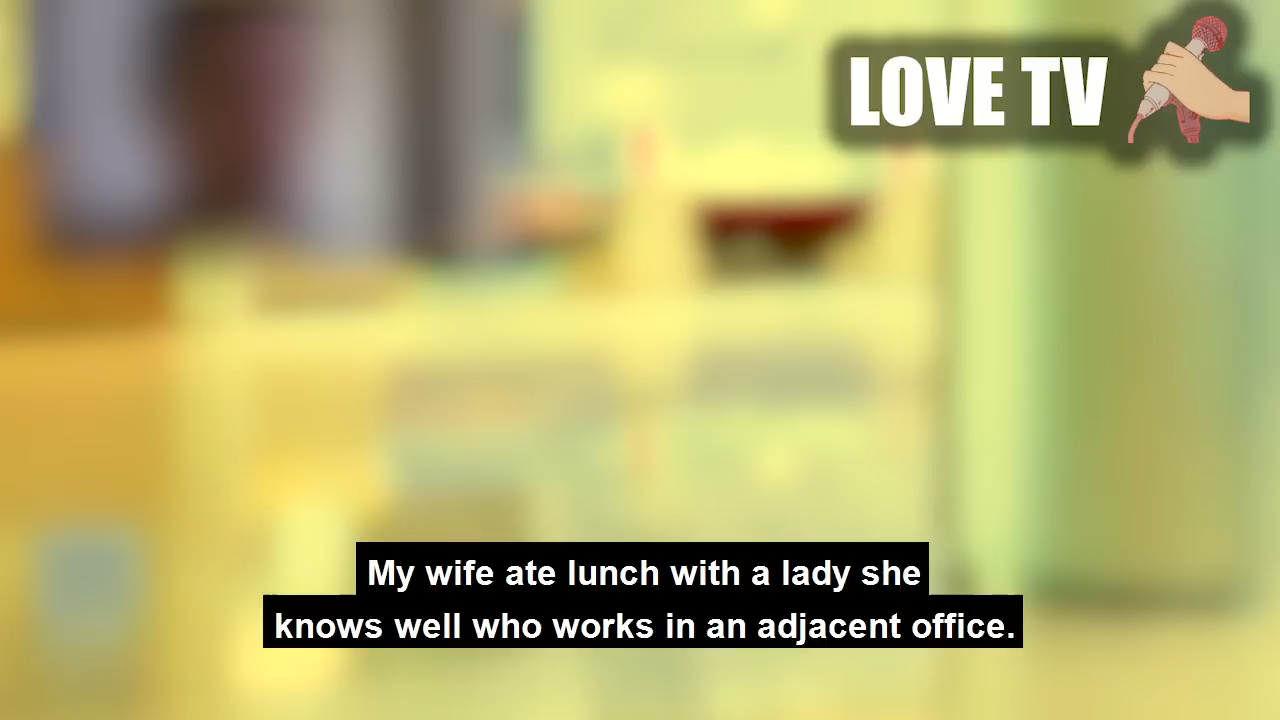 LOVE TV
My wife ate lunch with a lady she
knows well who works in an adjacent office.